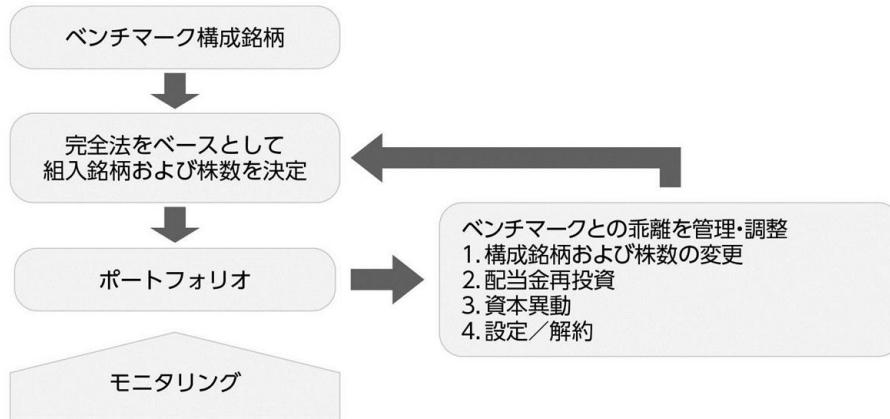 ベンチマーク構成銘柄
完全法をベースとして
組入銘柄および株数を決定
ポートフォリオ
モニタリング
ベンチマークとの乖離を管理・調整
1. 構成銘柄および株数の変更
2. 配当金再投資
3. 資本異動
4. 設定／解約